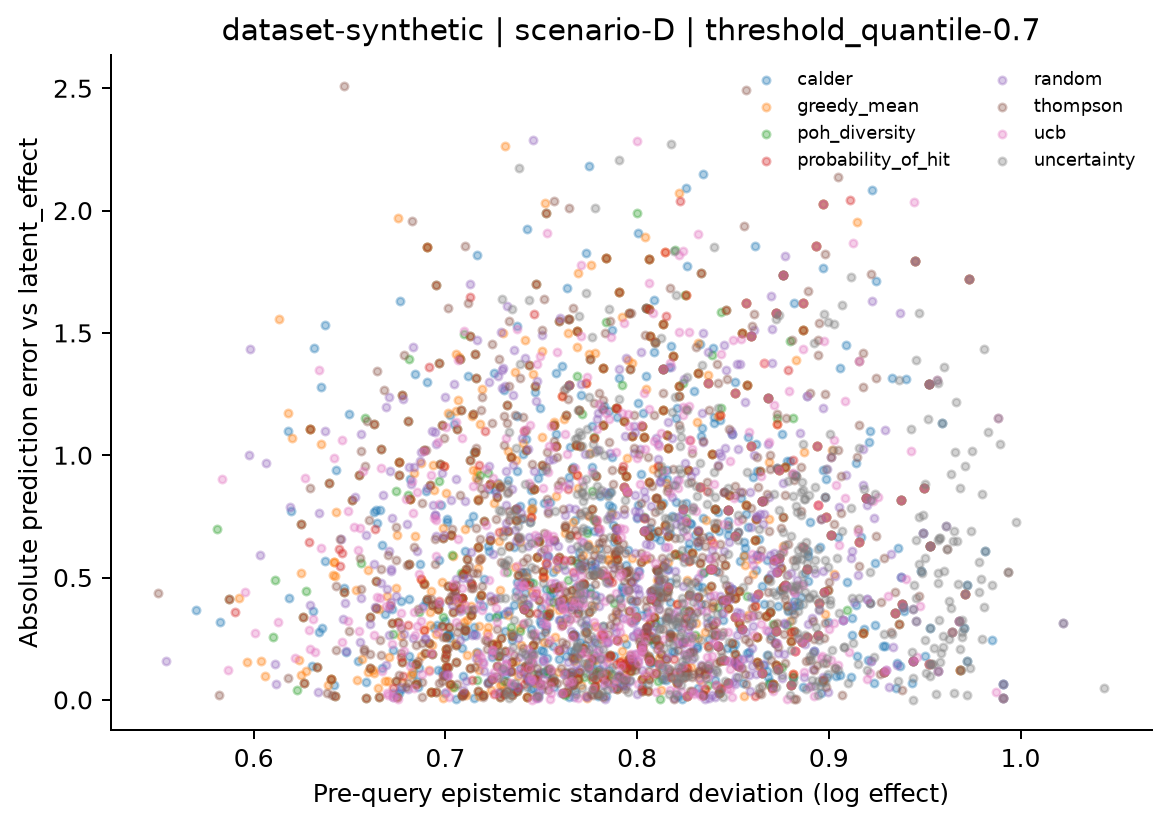 dataset-synthetic | scenario-D | threshold_quantile-0.7
Absolute prediction error vs latent_effect
2.5
2.0
1.5
1.0
0.5
0.0
calder
greedy_mean
poh_diversity
probability_of_hit
random
thompson
ucb
uncertainty
0.6
0.7
0.8
0.9
1.0
Pre-query epistemic standard deviation (log effect)